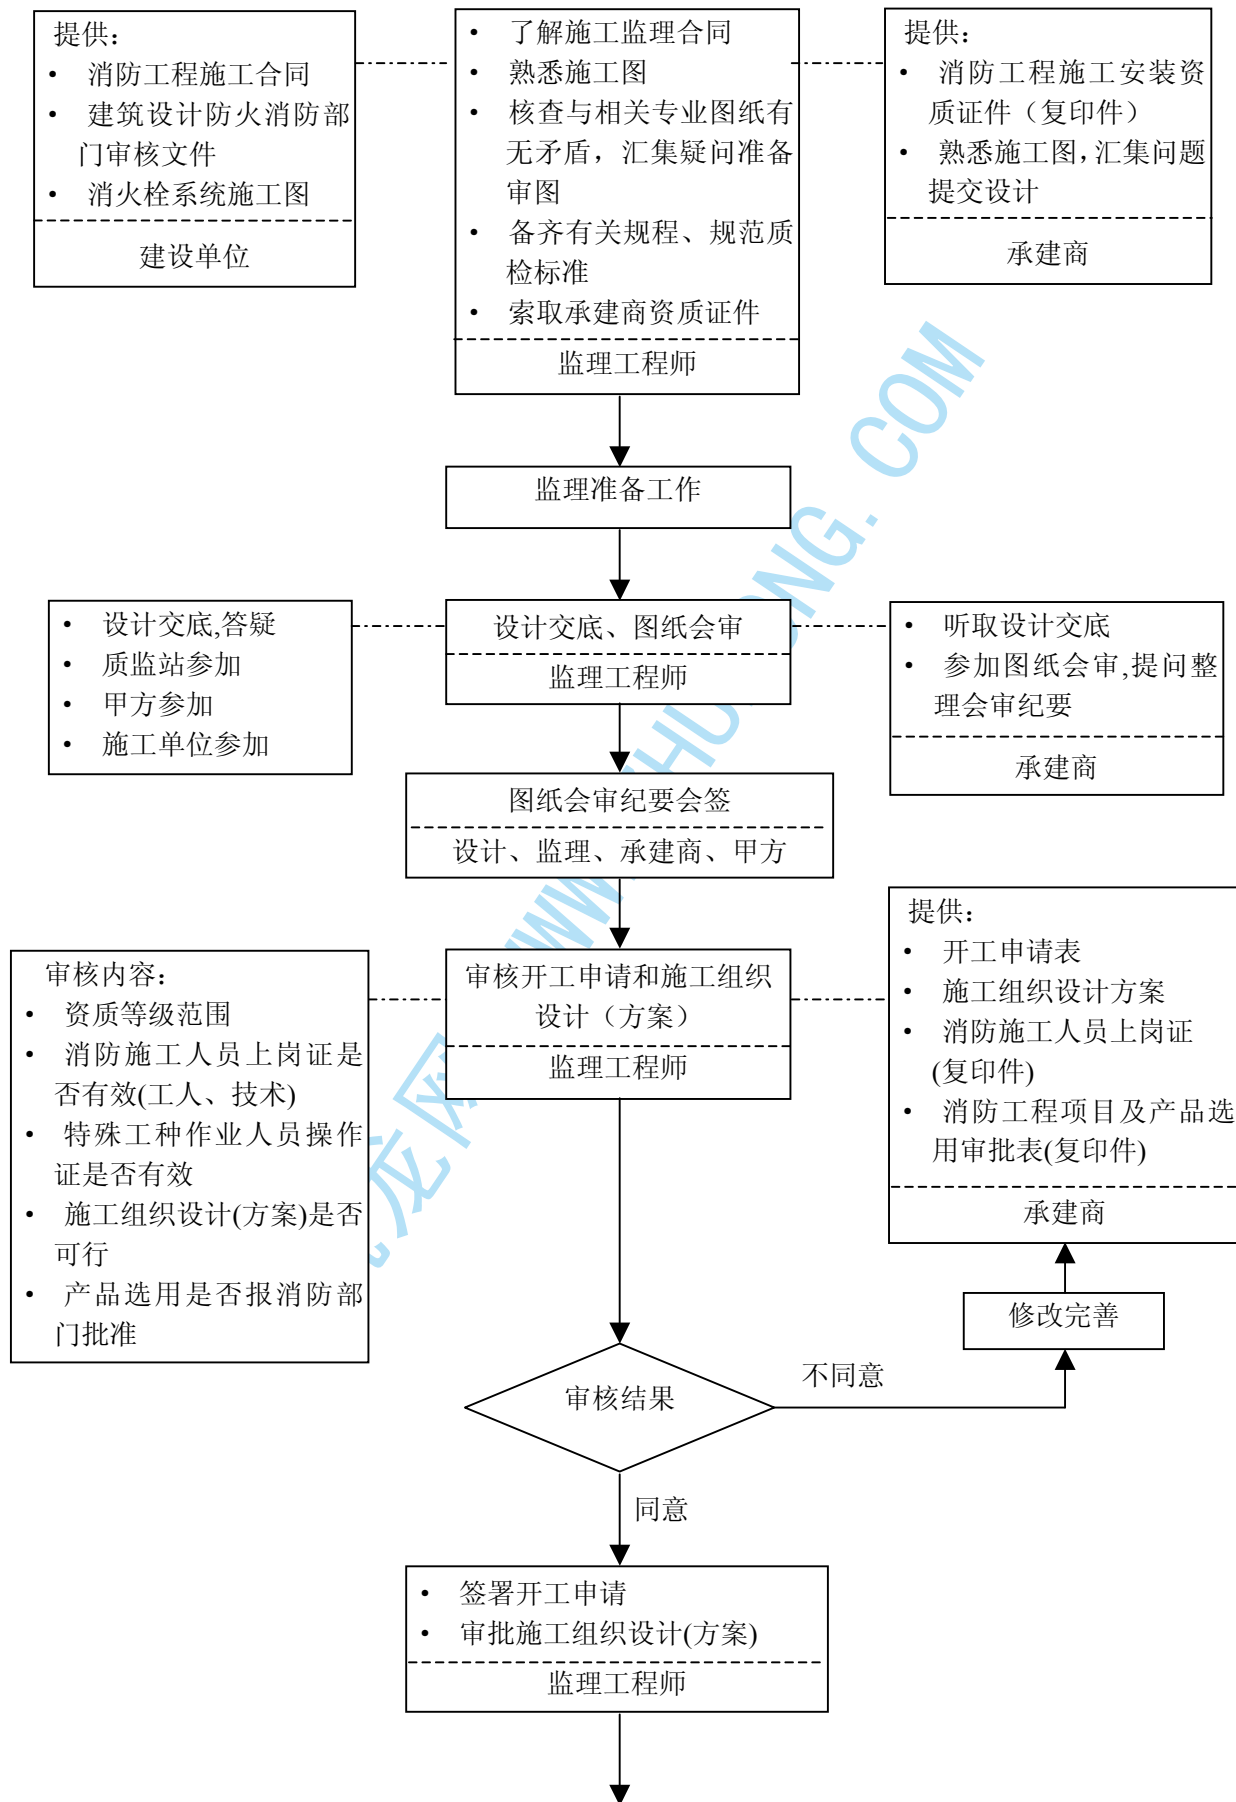 提供：
• 消防工程施工合同
• 建筑设计防火消防部
门审核文件
• 消火栓系统施工图
建设单位
• 了解施工监理合同
• 熟悉施工图
• 核查与相关专业图纸有
无矛盾，汇集疑问准备
审图
• 备齐有关规程、规范质
检标准
• 索取承建商资质证件
监理工程师
提供：
• 消防工程施工安装资
质证件（复印件）
• 熟悉施工图，汇集问题
提交设计
承建商
监理准备工作
• 设计交底,答疑
• 质监站参加
• 甲方参加
• 施工单位参加
设计交底、图纸会审
监理工程师
• 听取设计交底
• 参加图纸会审,提问整
理会审纪要
承建商
图纸会审纪要会签
设计、监理、承建商、甲方
审核内容：
• 资质等级范围
• 消防施工人员上岗证是
否有效(工人、技术)
• 特殊工种作业人员操作
证是否有效
• 施工组织设计(方案)是否
可行
• 产品选用是否报消防部
门批准
审核开工申请和施工组织
设计（方案）
监理工程师
提供：
• 开工申请表
• 施工组织设计方案
• 消防施工人员上岗证
(复印件)
• 消防工程项目及产品选
用审批表(复印件)
承建商
修改完善
审核结果
不同意
同意
• 签署开工申请
• 审批施工组织设计(方案)
监理工程师
龙网
NG.COM